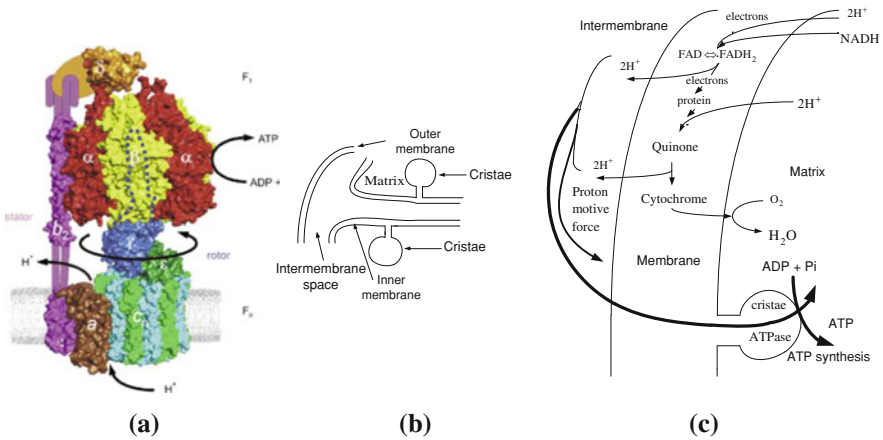 δ
F₁
α
β
α
ATP
ADP +
stator
b₂
γ
ε
rotor
H⁺
a
c
F₀
H⁺
(a)
Outer
membrane
Matrix
Cristae
Cristae
Intermembrane
space
Inner
membrane
(b)
Intermembrane
electrons
2H⁺
NADH
FAD ⇔ FADH₂
2H⁺
electrons
protein
2H⁺
Quinone
2H⁺
Matrix
Proton
motive
force
Cytochrome
O₂
H₂O
Membrane
ADP + Pi
cristae
ATPase
ATP
ATP synthesis
(c)